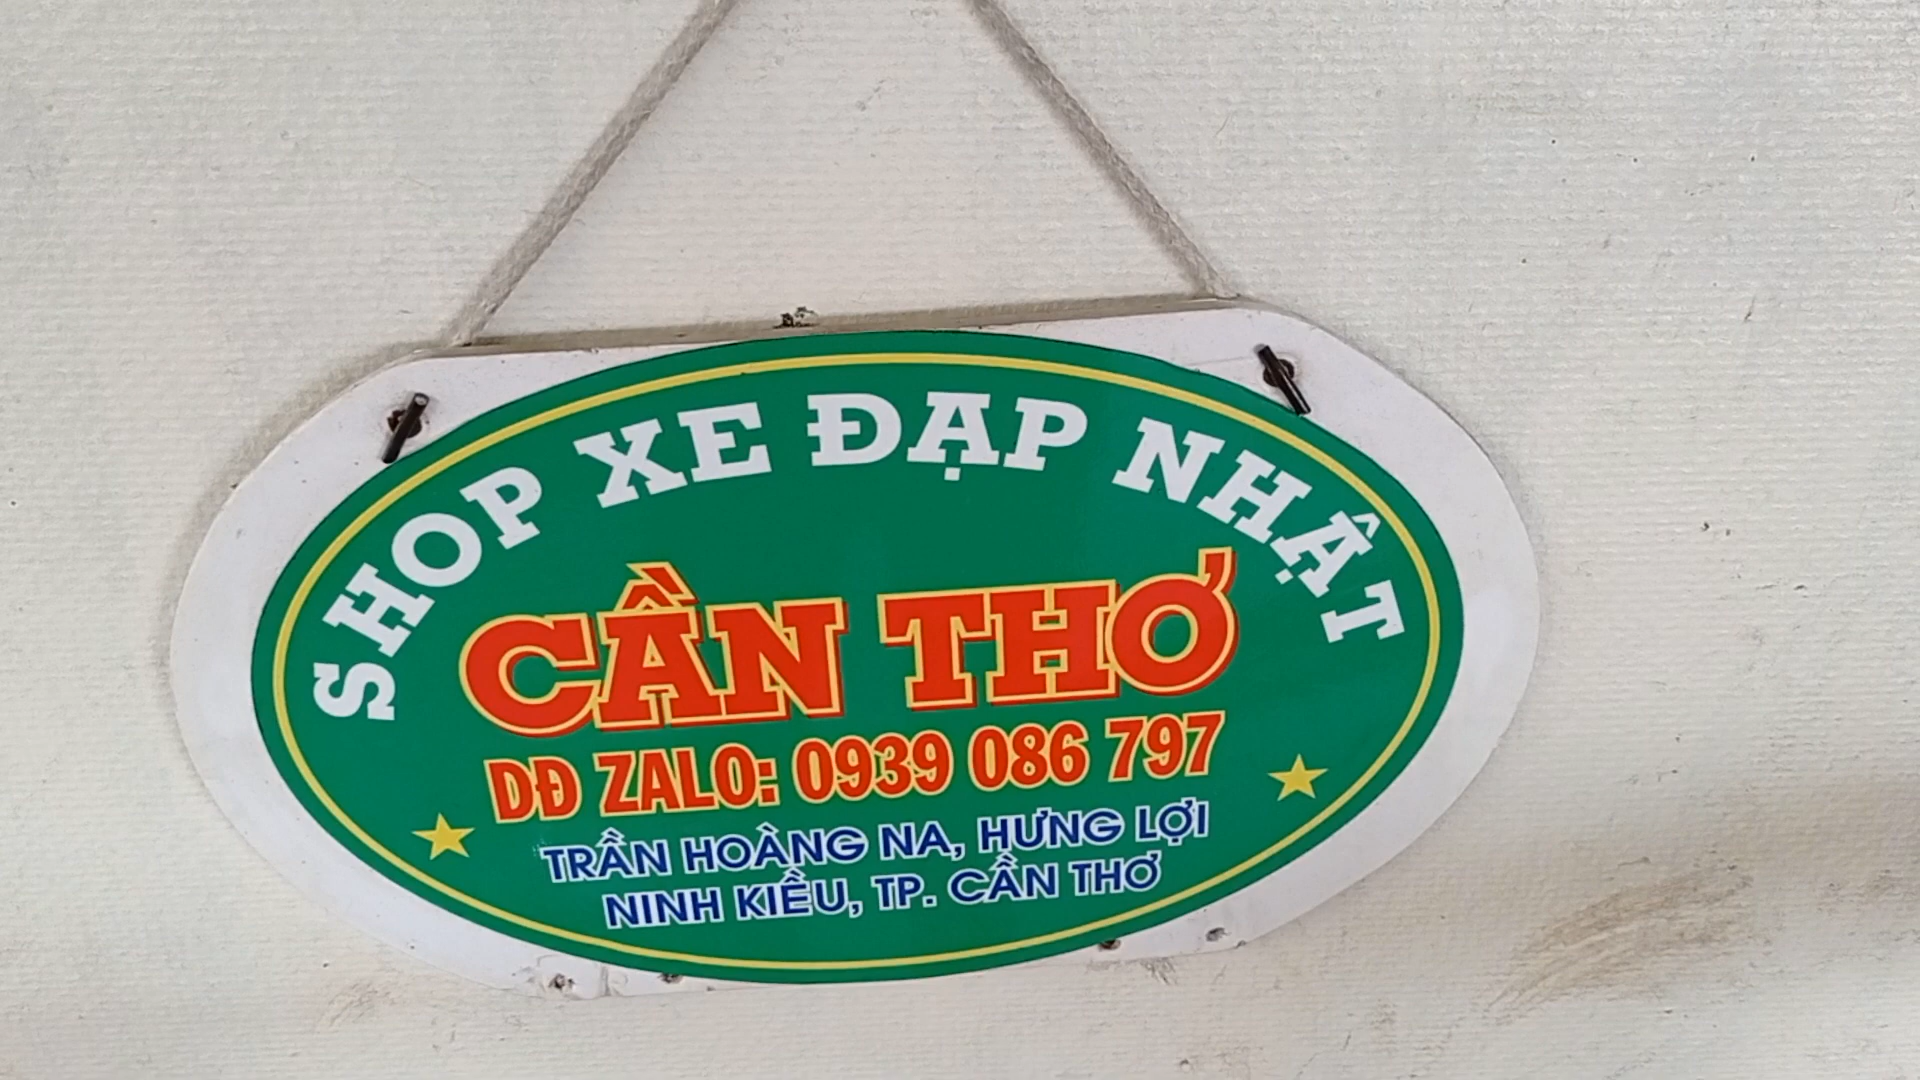 SHOP XE ĐẠP NHẬT
CẦN THƠ
DĐ ZALO: 0939 086 797
TRẦN HOÀNG NA, HƯNG LỢI
NINH KIỀU, TP. CẦN THƠ